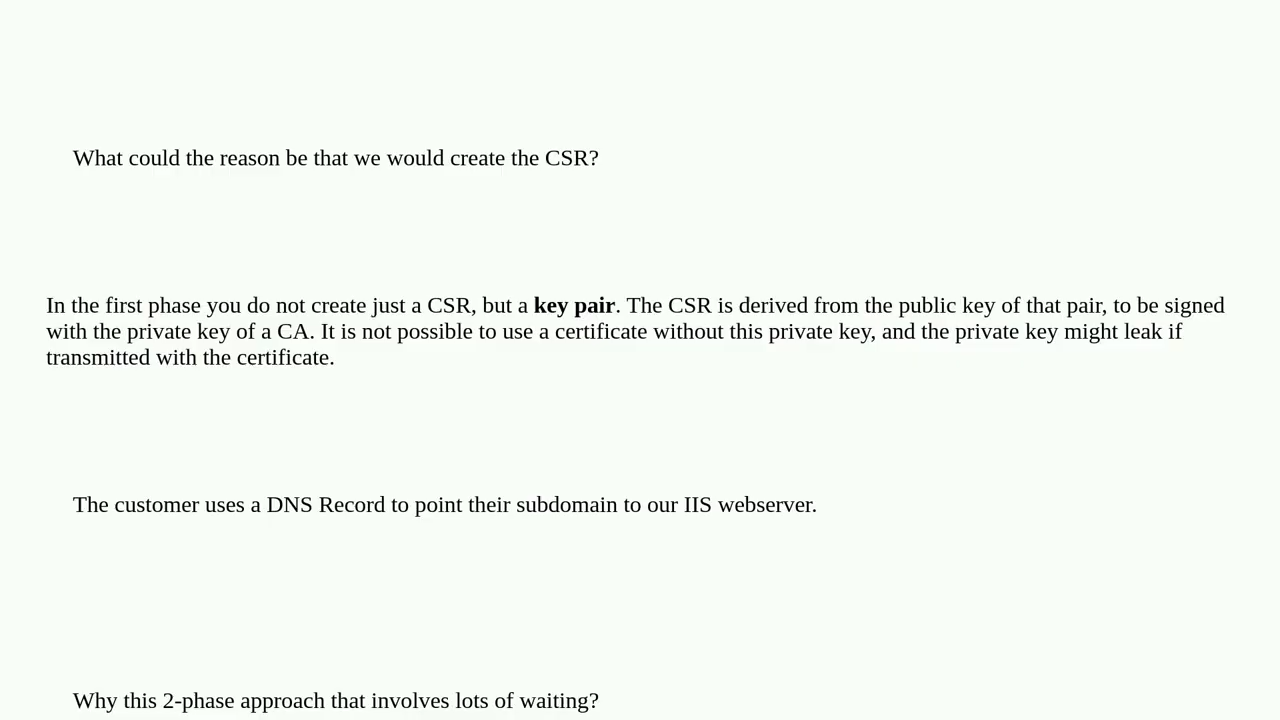 What could the reason be that we would create the CSR?
In the first phase you do not create just a CSR, but a key pair. The CSR is derived from the public key of that pair, to be signed
with the private key of a CA. It is not possible to use a certificate without this private key, and the private key might leak if
transmitted with the certificate.
The customer uses a DNS Record to point their subdomain to our IIS webserver.
Why this 2-phase approach that involves lots of waiting?